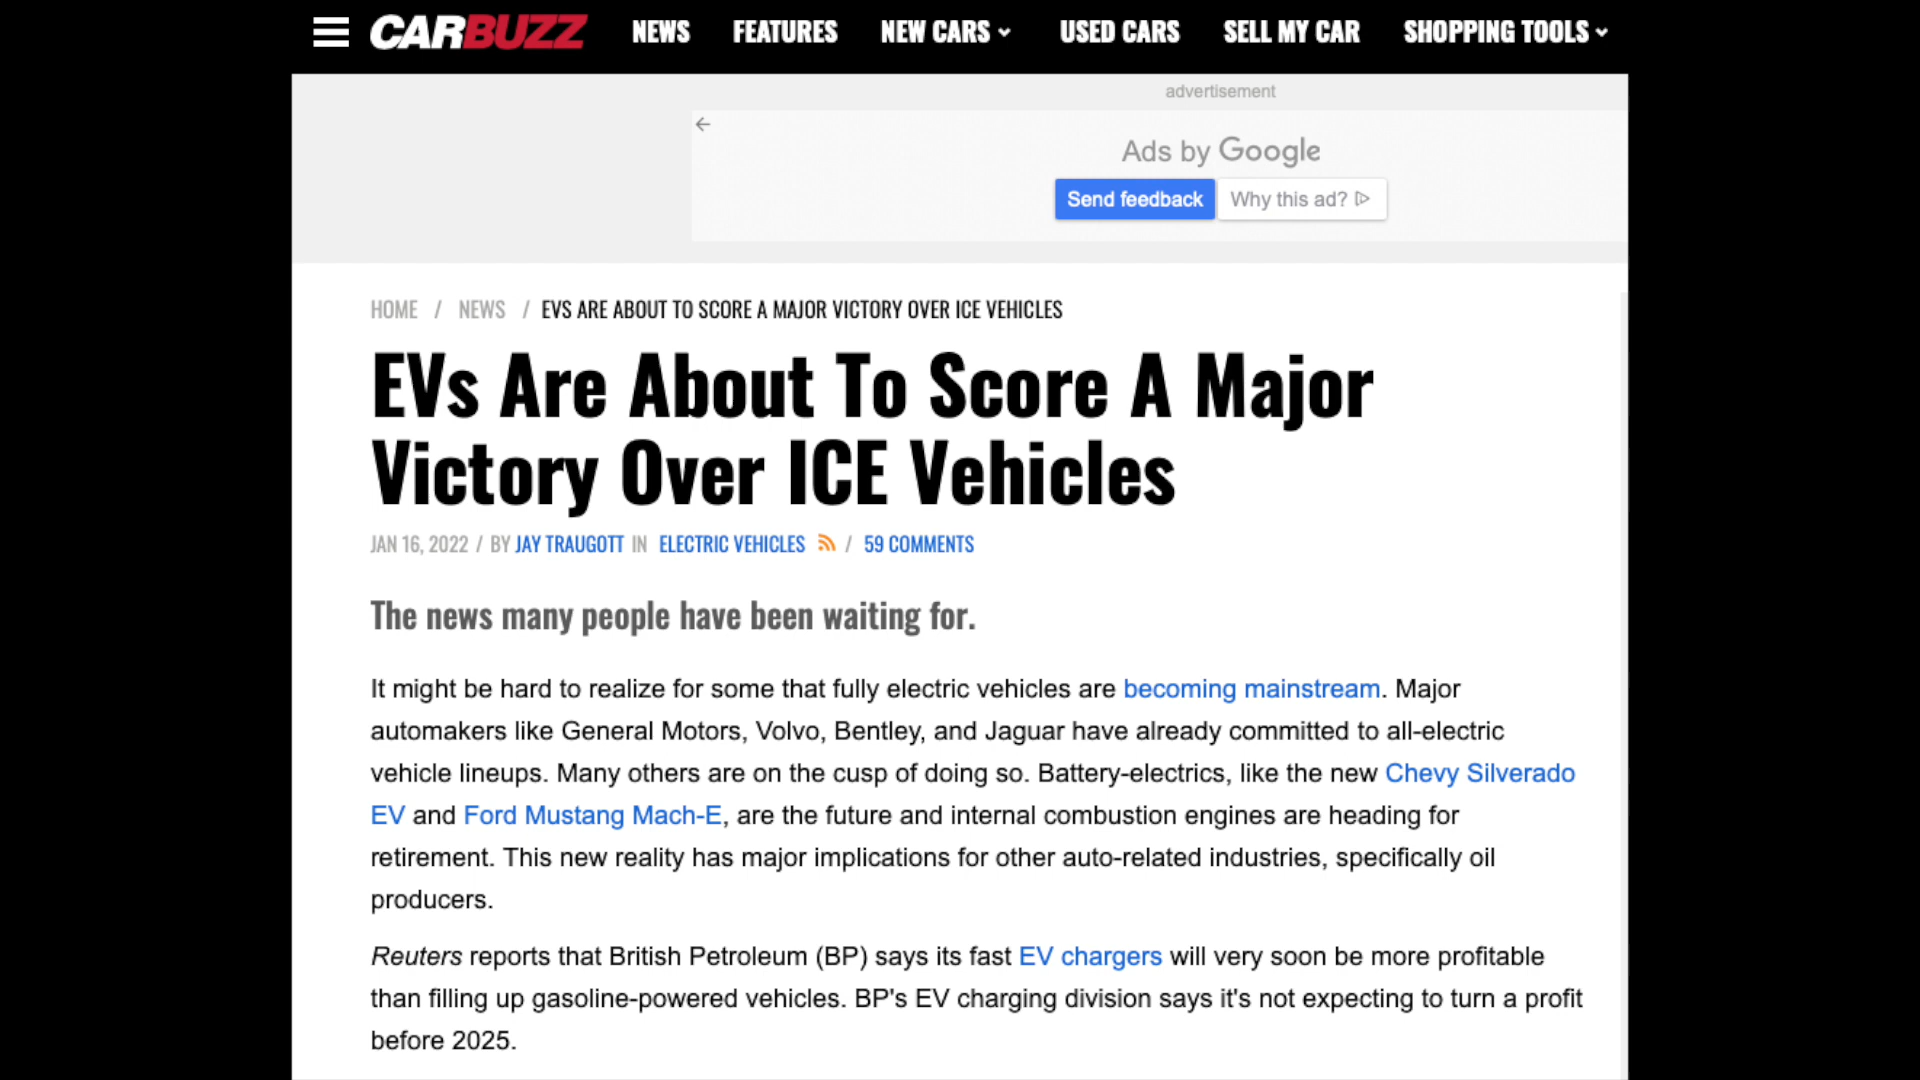 CARBUZZ NEWS FEATURES NEW CARS USED CARS SELL MY CAR SHOPPING TOOLS
advertisement
Ads by Google
Send feedback Why this ad?
HOME / NEWS / EVS ARE ABOUT TO SCORE A MAJOR VICTORY OVER ICE VEHICLES
EVs Are About To Score A Major
Victory Over ICE Vehicles
JAN 16, 2022 / BY JAY TRAUGOTT IN ELECTRIC VEHICLES / 59 COMMENTS
The news many people have been waiting for.
It might be hard to realize for some that fully electric vehicles are becoming mainstream. Major
automakers like General Motors, Volvo, Bentley, and Jaguar have already committed to all-electric
vehicle lineups. Many others are on the cusp of doing so. Battery-electrics, like the new Chevy Silverado
EV and Ford Mustang Mach-E, are the future and internal combustion engines are heading for
retirement. This new reality has major implications for other auto-related industries, specifically oil
producers.
Reuters reports that British Petroleum (BP) says its fast EV chargers will very soon be more profitable
than filling up gasoline-powered vehicles. BP's EV charging division says it's not expecting to turn a profit
before 2025.